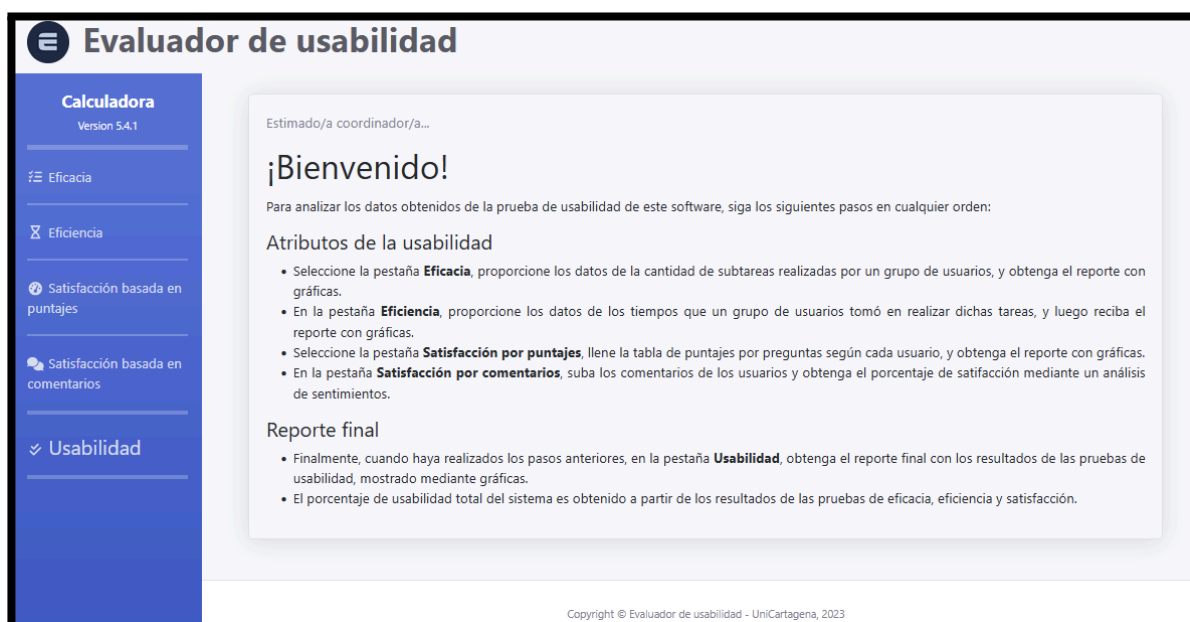 Evaluador de usabilidad
Calculadora
Version 5.4.1
Eficacia
Eficiencia
Satisfacción basada en
puntajes
Satisfacción basada en
comentarios
Usabilidad
Estimado/a coordinador/a...
¡Bienvenido!
Para analizar los datos obtenidos de la prueba de usabilidad de este software, siga los siguientes pasos en cualquier orden:
Atributos de la usabilidad
• Seleccione la pestaña Eficacia, proporcione los datos de la cantidad de subtareas realizadas por un grupo de usuarios, y obtenga el reporte con
gráficas.
• En la pestaña Eficiencia, proporcione los datos de los tiempos que un grupo de usuarios tomó en realizar dichas tareas, y luego reciba el
reporte con gráficas.
• Seleccione la pestaña Satisfacción por puntajes, llene la tabla de puntajes por preguntas según cada usuario, y obtenga el reporte con gráficas.
• En la pestaña Satisfacción por comentarios, suba los comentarios de los usuarios y obtenga el porcentaje de satifacción mediante un análisis
de sentimientos.
Reporte final
• Finalmente, cuando haya realizados los pasos anteriores, en la pestaña Usabilidad, obtenga el reporte final con los resultados de las pruebas de
usabilidad, mostrado mediante gráficas.
• El porcentaje de usabilidad total del sistema es obtenido a partir de los resultados de las pruebas de eficacia, eficiencia y satisfacción.
Copyright © Evaluador de usabilidad - UniCartagena, 2023